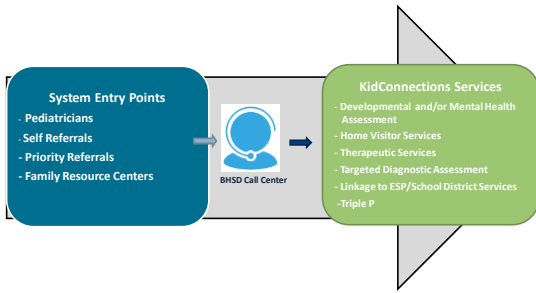 System Entry Points
- Pediatricians
- Self Referrals
- Priority Referrals
- Family Resource Centers
BHSD Call Center
KidConnections Services
- Developmental and/or Mental Health
Assessment
- Home Visitor Services
- Therapeutic Services
- Targeted Diagnostic Assessment
- Linkage to ESP/School District Services
-Triple P